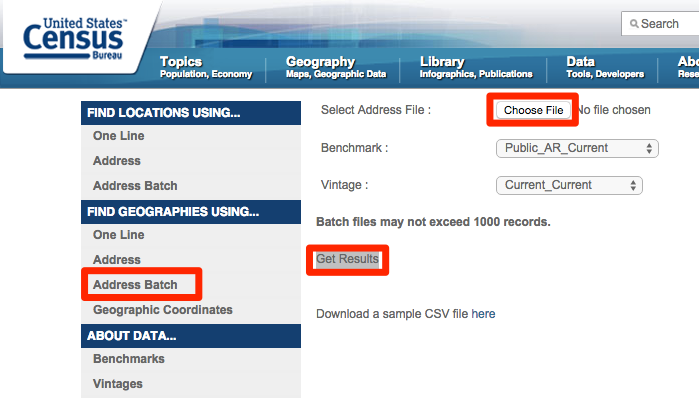 United States™
Census
Bureau
Search
Topics
Population, Economy
Geography
Maps, Geographic Data
Library
Infographics, Publications
Data
Tools, Developers
FIND LOCATIONS USING...
One Line
Address
Address Batch
FIND GEOGRAPHIES USING...
One Line
Address
Address Batch
Geographic Coordinates
ABOUT DATA...
Benchmarks
Vintages
Select Address File :
Choose File No file chosen
Benchmark :
Public_AR_Current
Vintage :
Current_Current
Batch files may not exceed 1000 records.
Get Results
Download a sample CSV file here